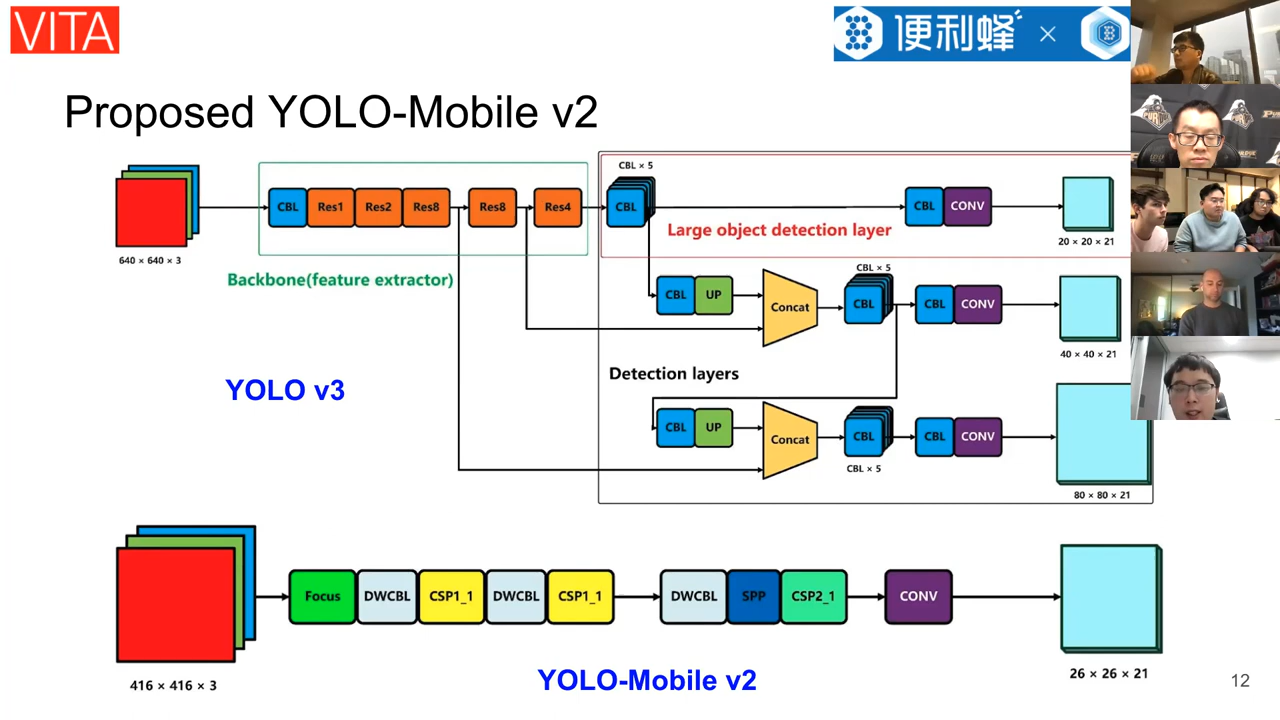 VITA
便利蜂 ×
Proposed YOLO-Mobile v2
640 × 640 × 3
CBL Res1 Res2 Res8 Res8 Res4
Backbone(feature extractor)
CBL × 5
CBL
Large object detection layer
CBL CONV
20 × 20 × 21
CBL UP
Concat
CBL × 5
CBL
CBL CONV
40 × 40 × 21
Detection layers
YOLO v3
CBL UP
Concat
CBL
CBL × 5
CBL CONV
80 × 80 × 21
416 × 416 × 3
Focus DWCBL CSP1_1 DWCBL CSP1_1 DWCBL SPP CSP2_1 CONV
26 × 26 × 21
YOLO-Mobile v2
12